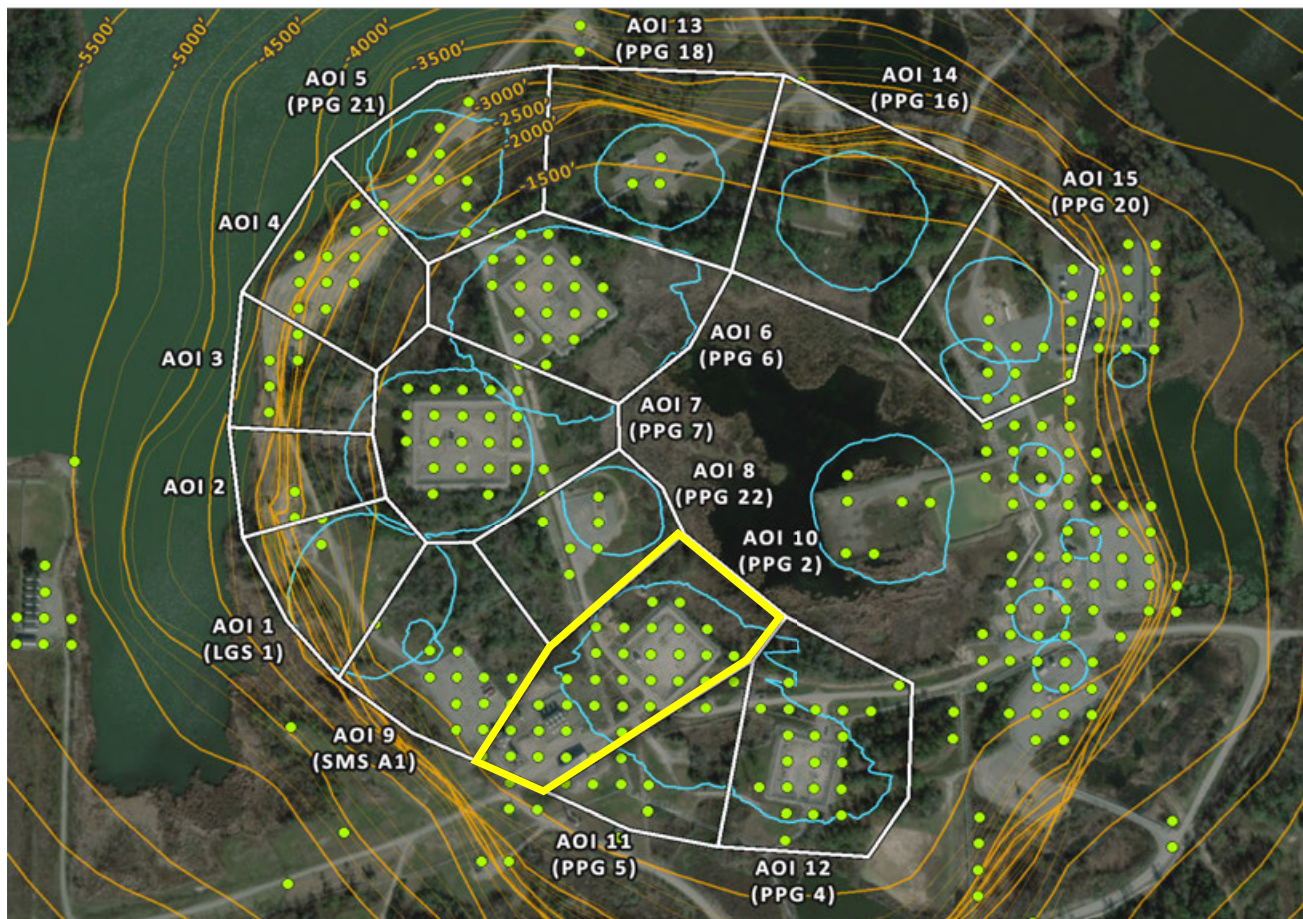 -5500'
-5000'
-4500'
-4000'
-3500'
-3000'
-2500'
-2000'
-1500'
AOI 13
(PPG 18)
AOI 14
(PPG 16)
AOI 5
(PPG 21)
AOI 15
(PPG 20)
AOI 4
AOI 6
(PPG 6)
AOI 3
AOI 7
(PPG 7)
AOI 8
(PPG 22)
AOI 2
AOI 10
(PPG 2)
AOI 1
(LGS 1)
AOI 9
(SMS A1)
AOI 11
(PPG 5)
AOI 12
(PPG 4)